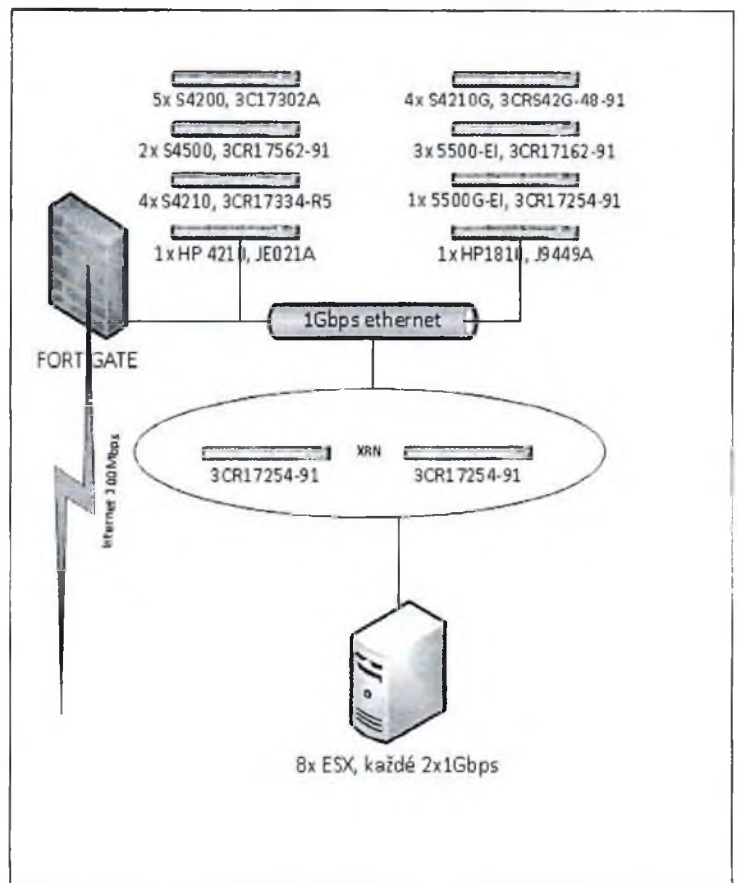 5x S4200, 3C17302A
4x S4210G, 3CRS42G-48-91
2x S4500, 3CR17562-91
3x 5500-EI, 3CR17162-91
4x S4210, 3CR17334-R5
1x 5500G-EI, 3CR17254-91
1x HP 4210, JE021A
1x HP1810, J9449A
1Gbps ethernet
FORTIGATE
Internet 300Mbps
XRN
3CR17254-91
3CR17254-91
8x ESX, každé 2x1Gbps